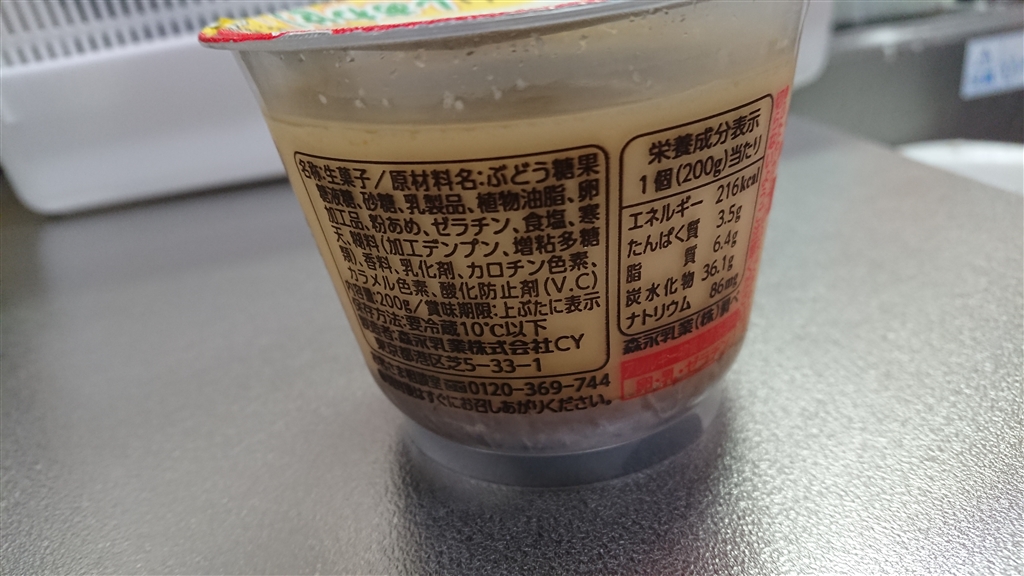 名称:生菓子/原材料名:ぶどう糖果
糖液糖、砂糖、乳製品、植物油脂、卵
加工品、粉あめ、ゼラチン、食塩、寒
天、糊料(加工デンプン、増粘多糖
類)、香料、乳化剤、カロチン色素、
カラメル色素、酸化防止剤(V.C)
内容量:200g/賞味期限:上ぶたに表示
保存方法:要冷蔵10℃以下
製造者:森永乳業株式会社CY
東京都港区芝5-33-1
0120-369-744
すぐにお召しあがりください。
栄養成分表示
1個(200g)当たり
エネルギー 216kcal
たんぱく質 3.5g
脂質 6.4g
炭水化物 36.1g
ナトリウム 86mg
森永乳業(株)調べ
卵・乳・ゼラチン